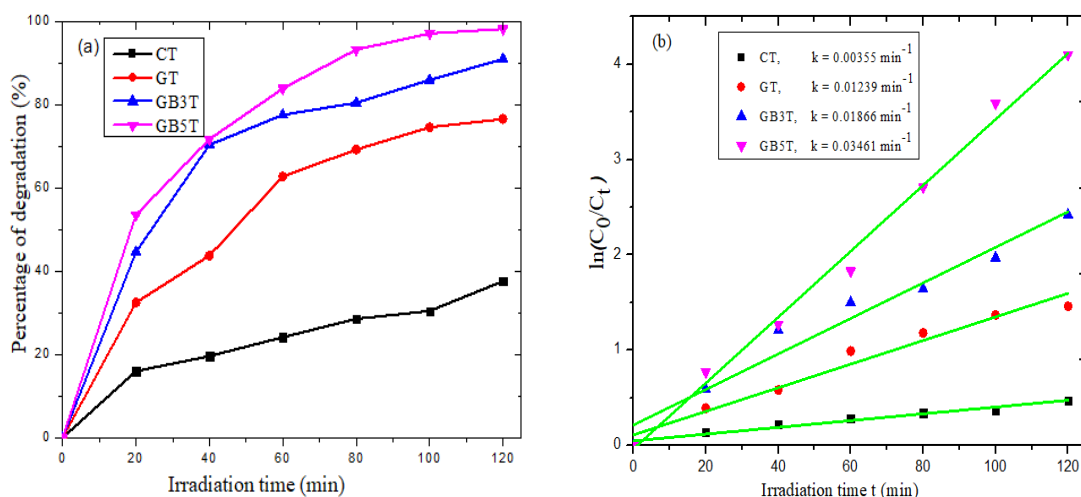 (a)
CT
GT
GB3T
GB5T
Percentage of degradation (%)
100
80
60
40
20
0
0 20 40 60 80 100 120
Irradiation time (min)
(b)
CT, k = 0.00355 min⁻¹
GT, k = 0.01239 min⁻¹
GB3T, k = 0.01866 min⁻¹
GB5T, k = 0.03461 min⁻¹
ln(C₀/Cₜ)
4
3
2
1
0
0 20 40 60 80 100 120
Irradiation time t (min)